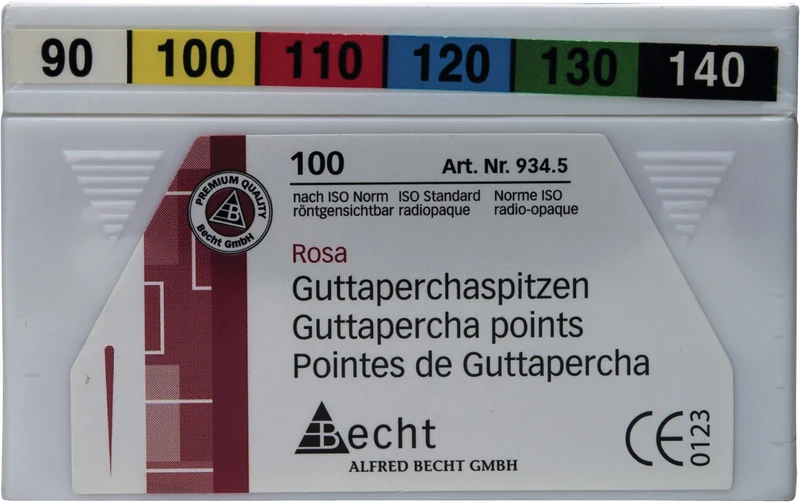 90 100 110 120 130 140
100 Art. Nr. 934.5
nach ISO Norm ISO Standard Norme ISO
röntgensichtbar radiopaque radio-opaque
PREMIUM QUALITY
Becht GmbH
Rosa
Guttaperchaspitzen
Guttapercha points
Pointes de Guttapercha
Becht
ALFRED BECHT GMBH
CE 0123